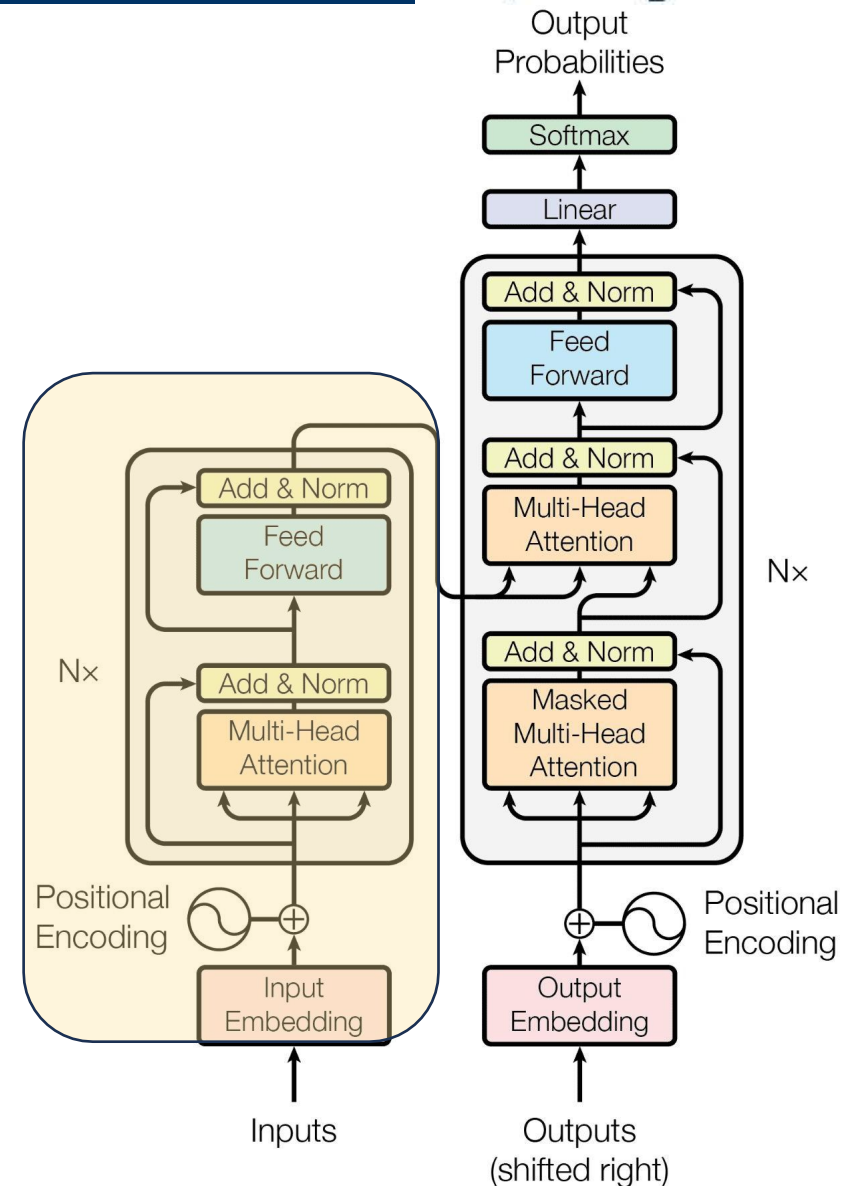 Output
Probabilities
Softmax
Linear
Add & Norm
Feed
Forward
Add & Norm
Multi-Head
Attention
Add & Norm
Masked
Multi-Head
Attention
N×
Positional
Encoding
Output
Embedding
Outputs
(shifted right)
Add & Norm
Feed
Forward
Add & Norm
Multi-Head
Attention
N×
Positional
Encoding
Input
Embedding
Inputs